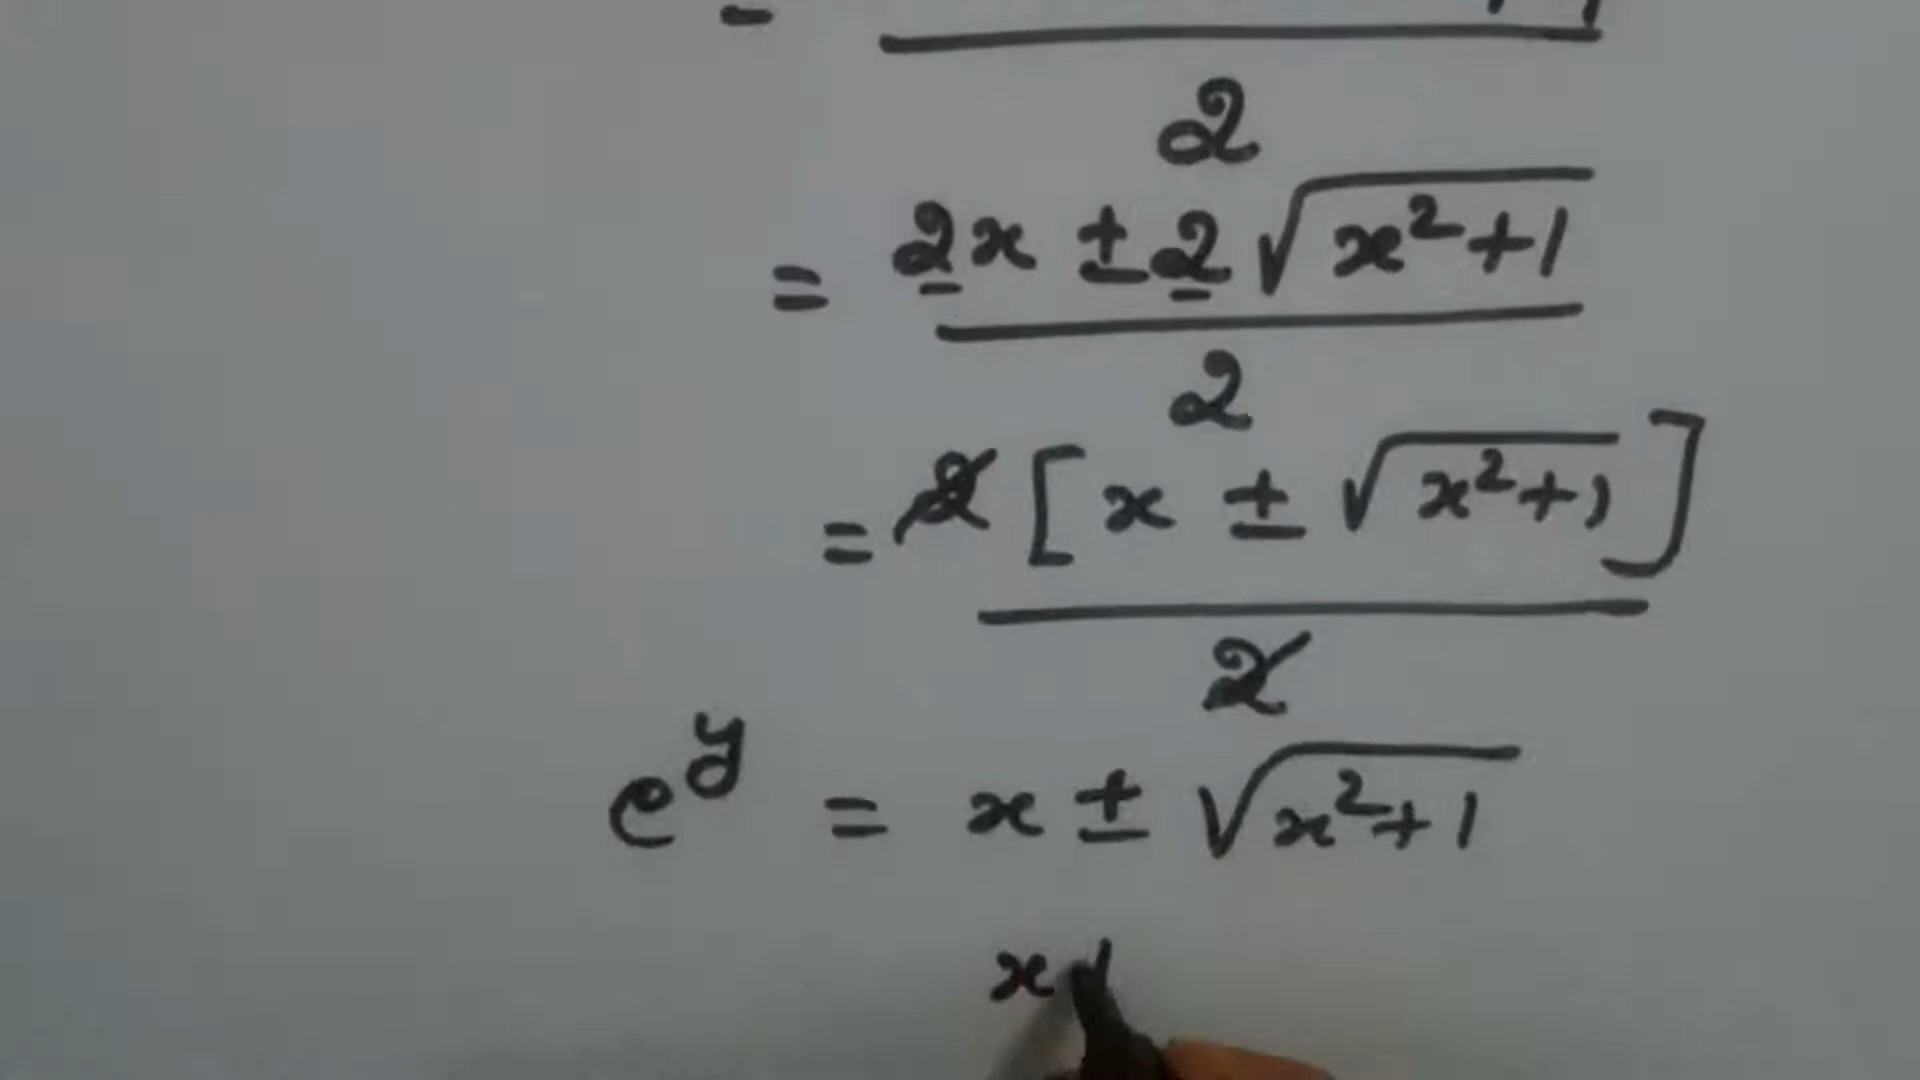 2
= 2x ± 2√(x²+1)
2
= 2 [x ± √(x²+1)]
2
e^y = x ± √(x²+1)
x